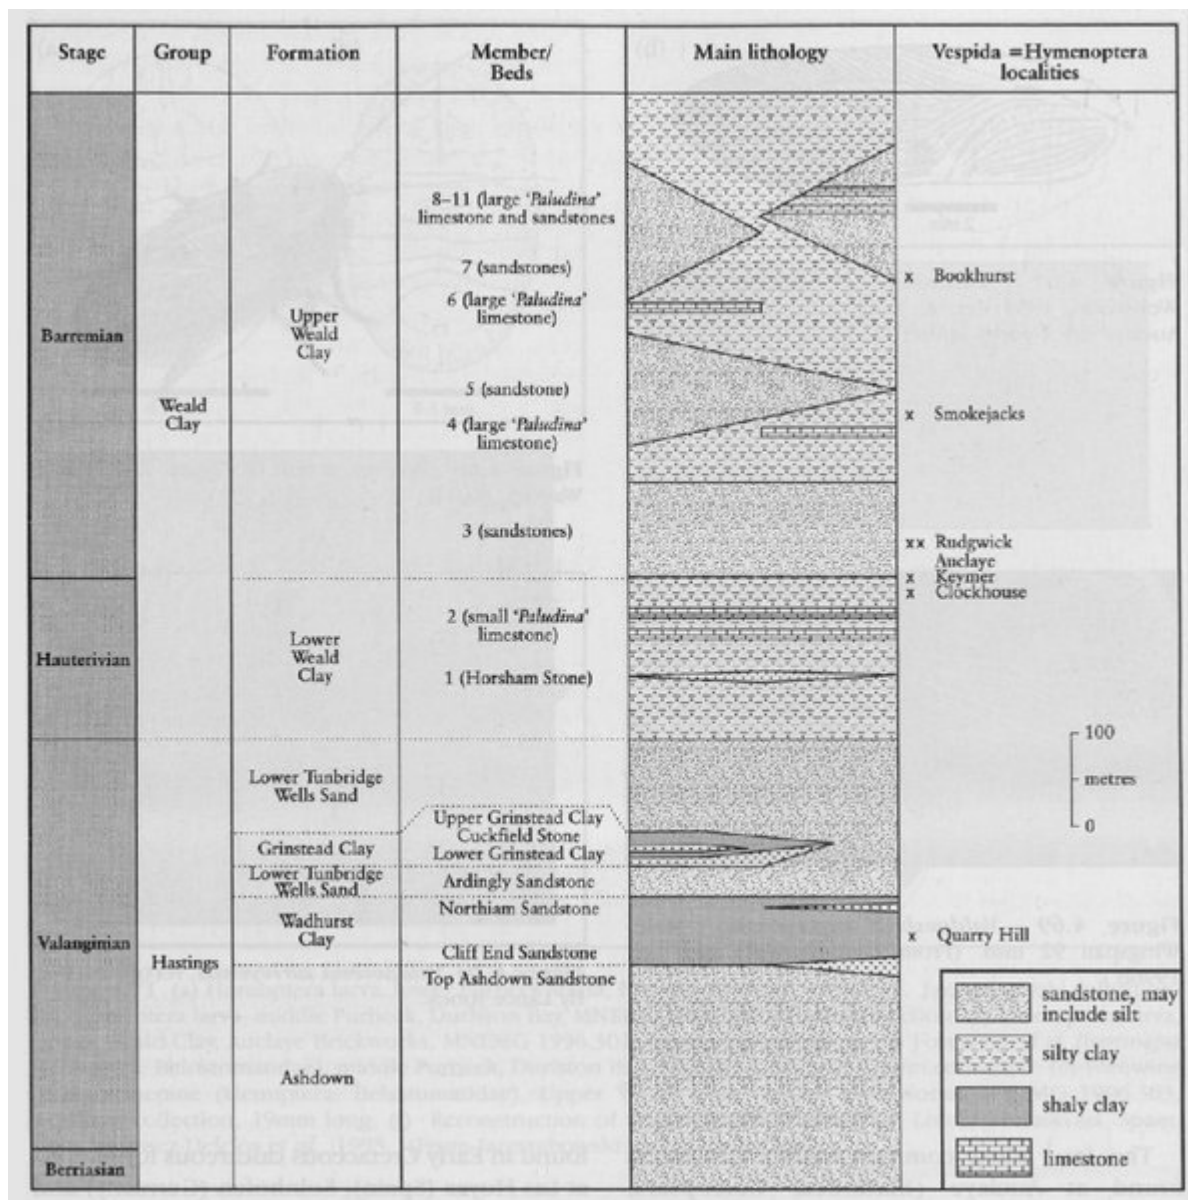 Stage
Group
Formation
Member/
Beds
Main lithology
Vespida =Hymenoptera
localities
Barremian
Hauterivian
Valanginian
Berriasian
Weald
Clay
Hastings
Upper
Weald
Clay
Lower
Weald
Clay
Lower Tunbridge
Wells Sand
Grinstead Clay
Lower Tunbridge
Wells Sand
Wadhurst
Clay
Ashdown
8–11 (large 'Paludina'
limestone and sandstones
7 (sandstones)
6 (large 'Paludina'
limestone)
5 (sandstone)
4 (large 'Paludina'
limestone)
3 (sandstones)
2 (small 'Paludina'
limestone)
1 (Horsham Stone)
Upper Grinstead Clay
Cuckfield Stone
Lower Grinstead Clay
Ardingly Sandstone
Northiam Sandstone
Cliff End Sandstone
Top Ashdown Sandstone
x Bookhurst
x Smokejacks
xx Rudgwick
Auclaye
x Keymer
x Clockhouse
100
metres
0
x Quarry Hill
sandstone, may
include silt
silty clay
shaly clay
limestone